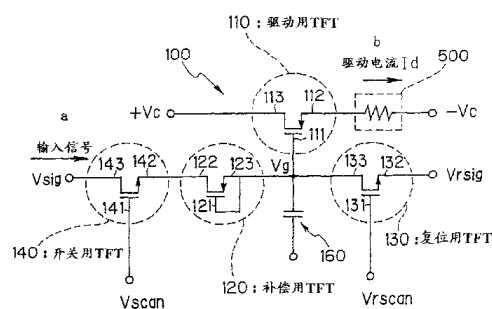 110：驱动用TFT
b
驱动电流Id
500
100
113
112
+Vc
-Vc
111
a
输入信号
Vg
143
142
122
123
133
132
Vsig
Vrsig
141
121
131
160
140：开关用TFT
120：补偿用TFT
130：复位用TFT
Vscan
Vrscan